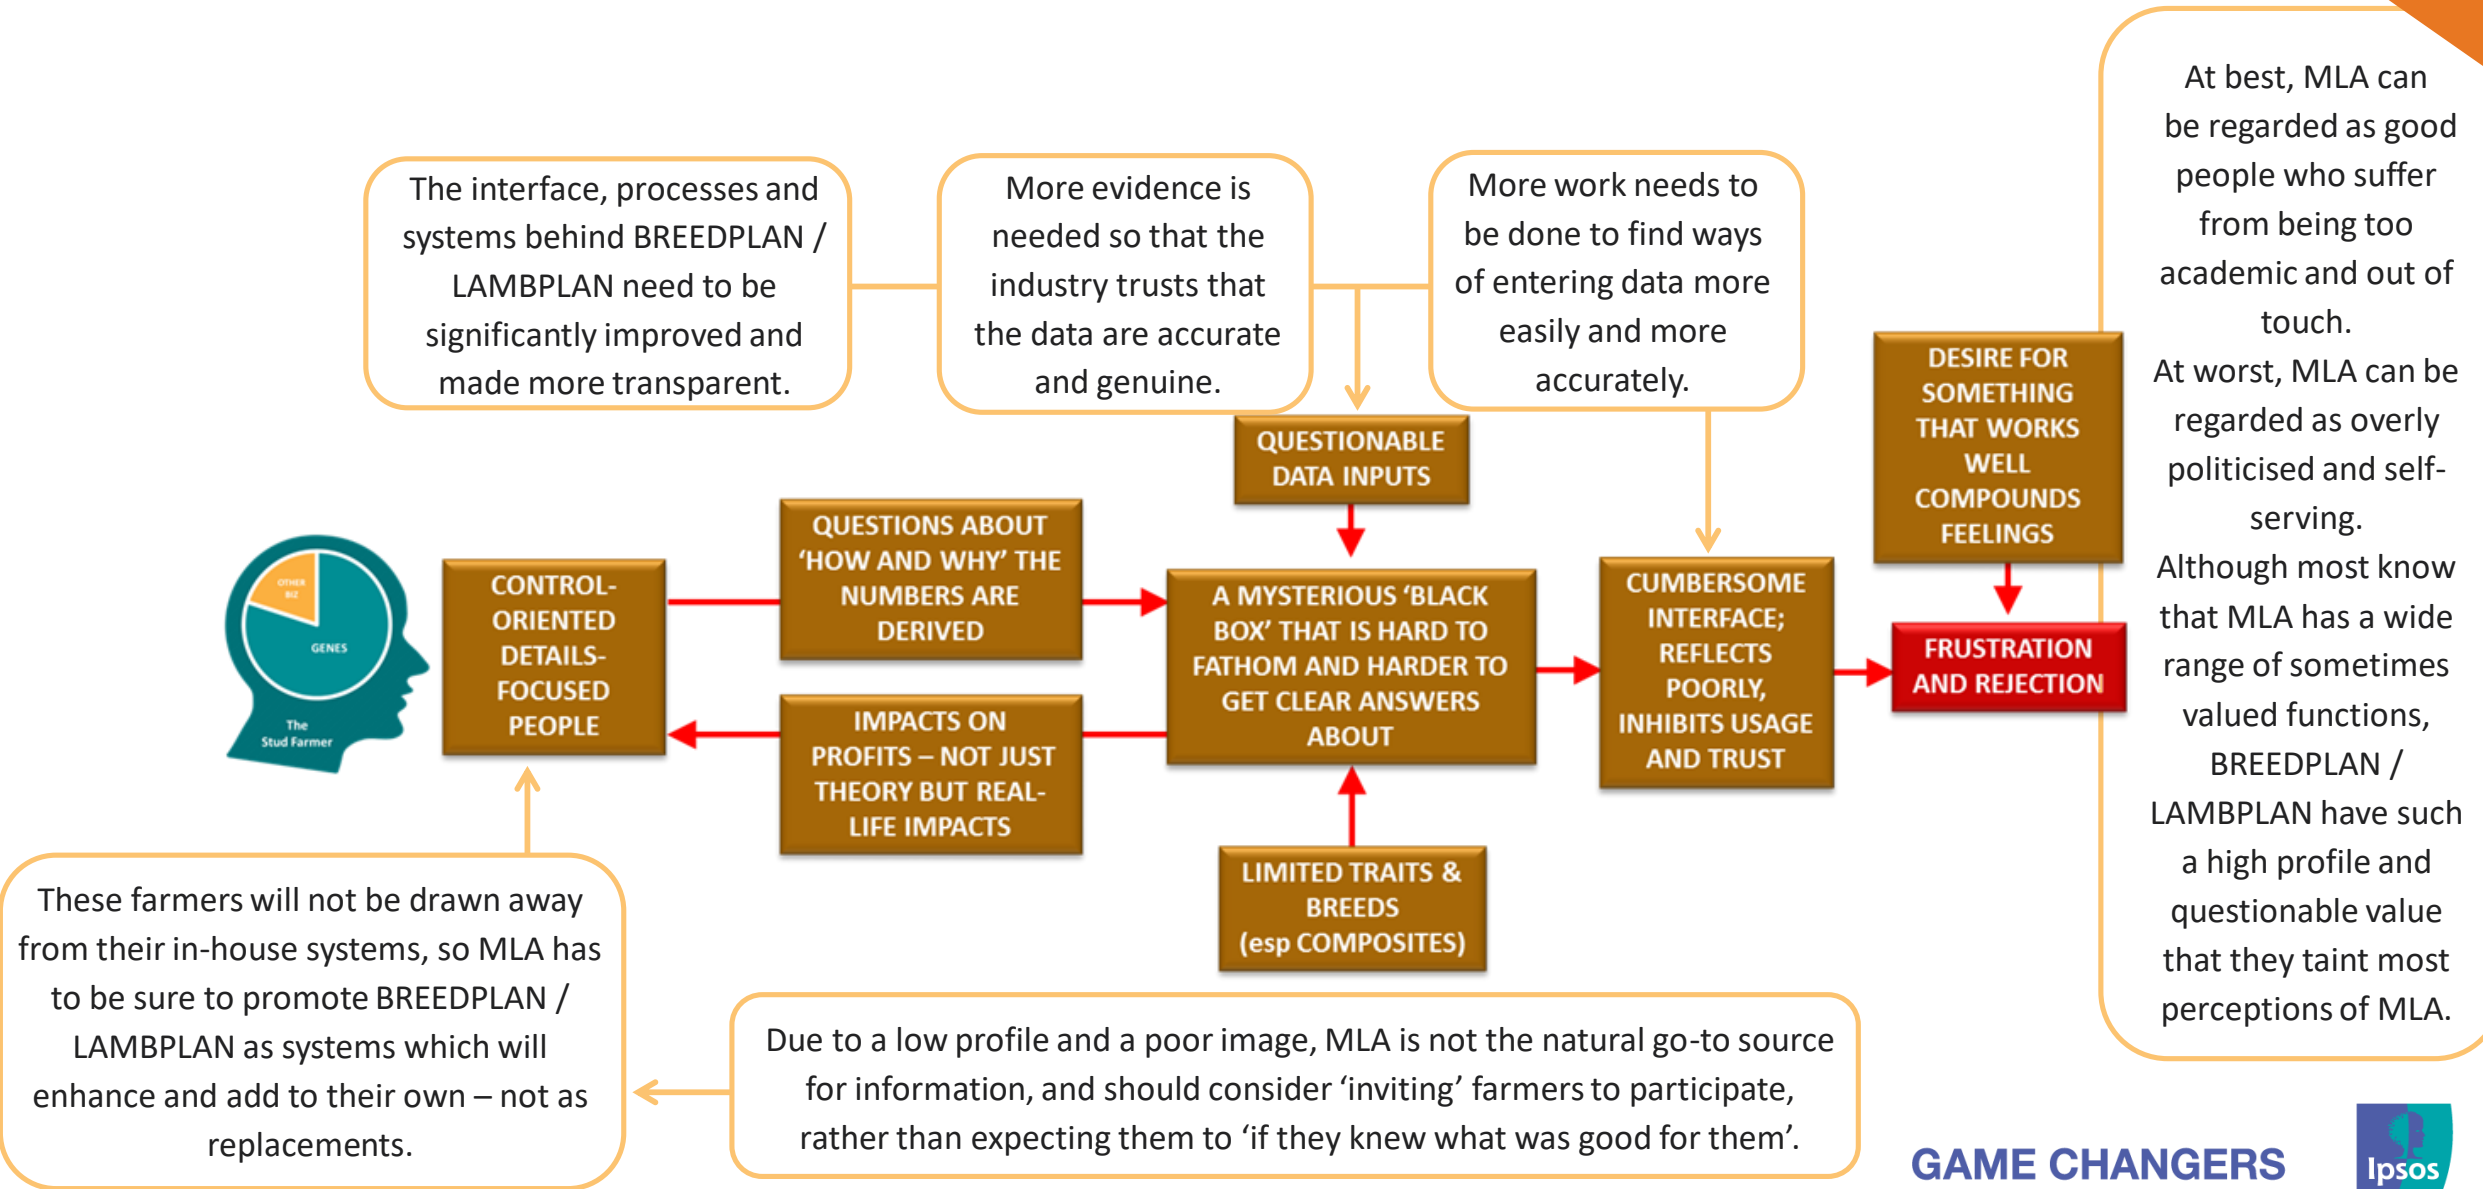 The interface, processes and
systems behind BREEDPLAN /
LAMBPLAN need to be
significantly improved and
made more transparent.
More evidence is
needed so that the
industry trusts that
the data are accurate
and genuine.
More work needs to
be done to find ways
of entering data more
easily and more
accurately.
At best, MLA can
be regarded as good
people who suffer
from being too
academic and out of
touch.
At worst, MLA can be
regarded as overly
politicised and self-
serving.
Although most know
that MLA has a wide
range of sometimes
valued functions,
BREEDPLAN /
LAMBPLAN have such
a high profile and
questionable value
that they taint most
perceptions of MLA.
DESIRE FOR
SOMETHING
THAT WORKS
WELL
COMPOUNDS
FEELINGS
QUESTIONABLE
DATA INPUTS
OTHER
BIZ
GENES
The
Stud Farmer
CONTROL-
ORIENTED
DETAILS-
FOCUSED
PEOPLE
QUESTIONS ABOUT
‘HOW AND WHY’ THE
NUMBERS ARE
DERIVED
IMPACTS ON
PROFITS – NOT JUST
THEORY BUT REAL-
LIFE IMPACTS
A MYSTERIOUS ‘BLACK
BOX’ THAT IS HARD TO
FATHOM AND HARDER TO
GET CLEAR ANSWERS
ABOUT
CUMBERSOME
INTERFACE;
REFLECTS
POORLY,
INHIBITS USAGE
AND TRUST
FRUSTRATION
AND REJECTION
LIMITED TRAITS &
BREEDS
(esp COMPOSITES)
These farmers will not be drawn away
from their in-house systems, so MLA has
to be sure to promote BREEDPLAN /
LAMBPLAN as systems which will
enhance and add to their own – not as
replacements.
Due to a low profile and a poor image, MLA is not the natural go-to source
for information, and should consider ‘inviting’ farmers to participate,
rather than expecting them to ‘if they knew what was good for them’.
GAME CHANGERS
Ipsos